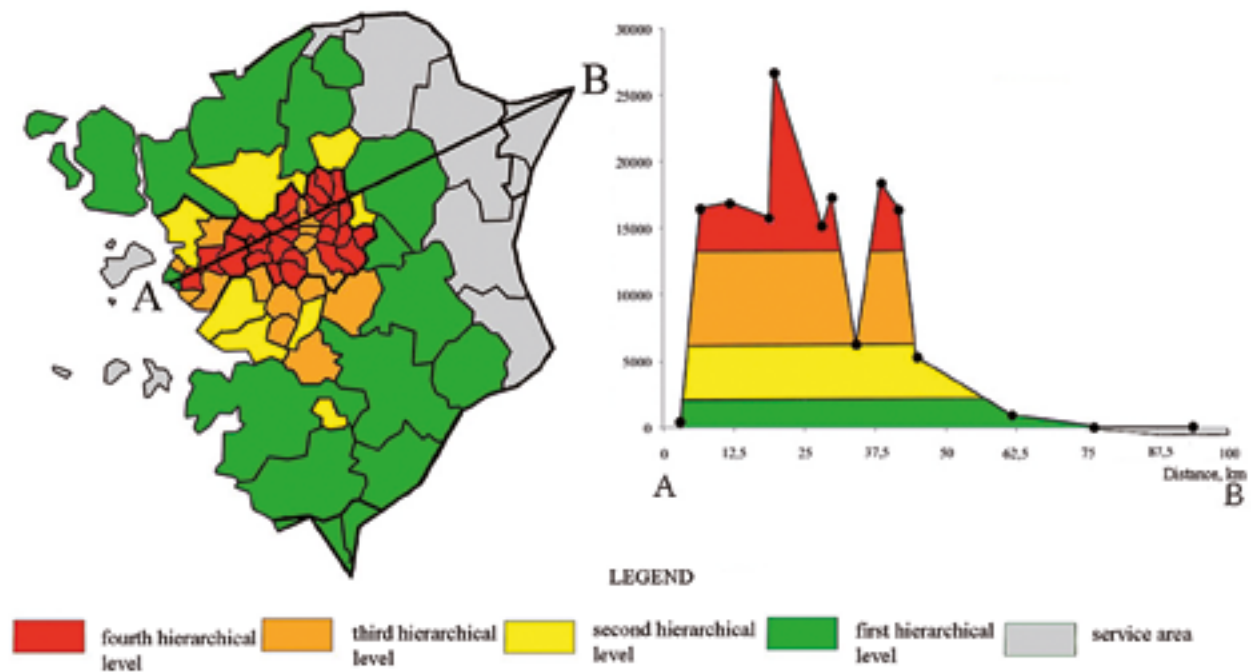 B
A
30000
25000
20000
15000
10000
5000
0
0
12,5
25
37,5
50
62,5
75
87,5
100
Distance, km
A
B
LEGEND
fourth hierarchical
level
third hierarchical
level
second hierarchical
level
first hierarchical
level
service area